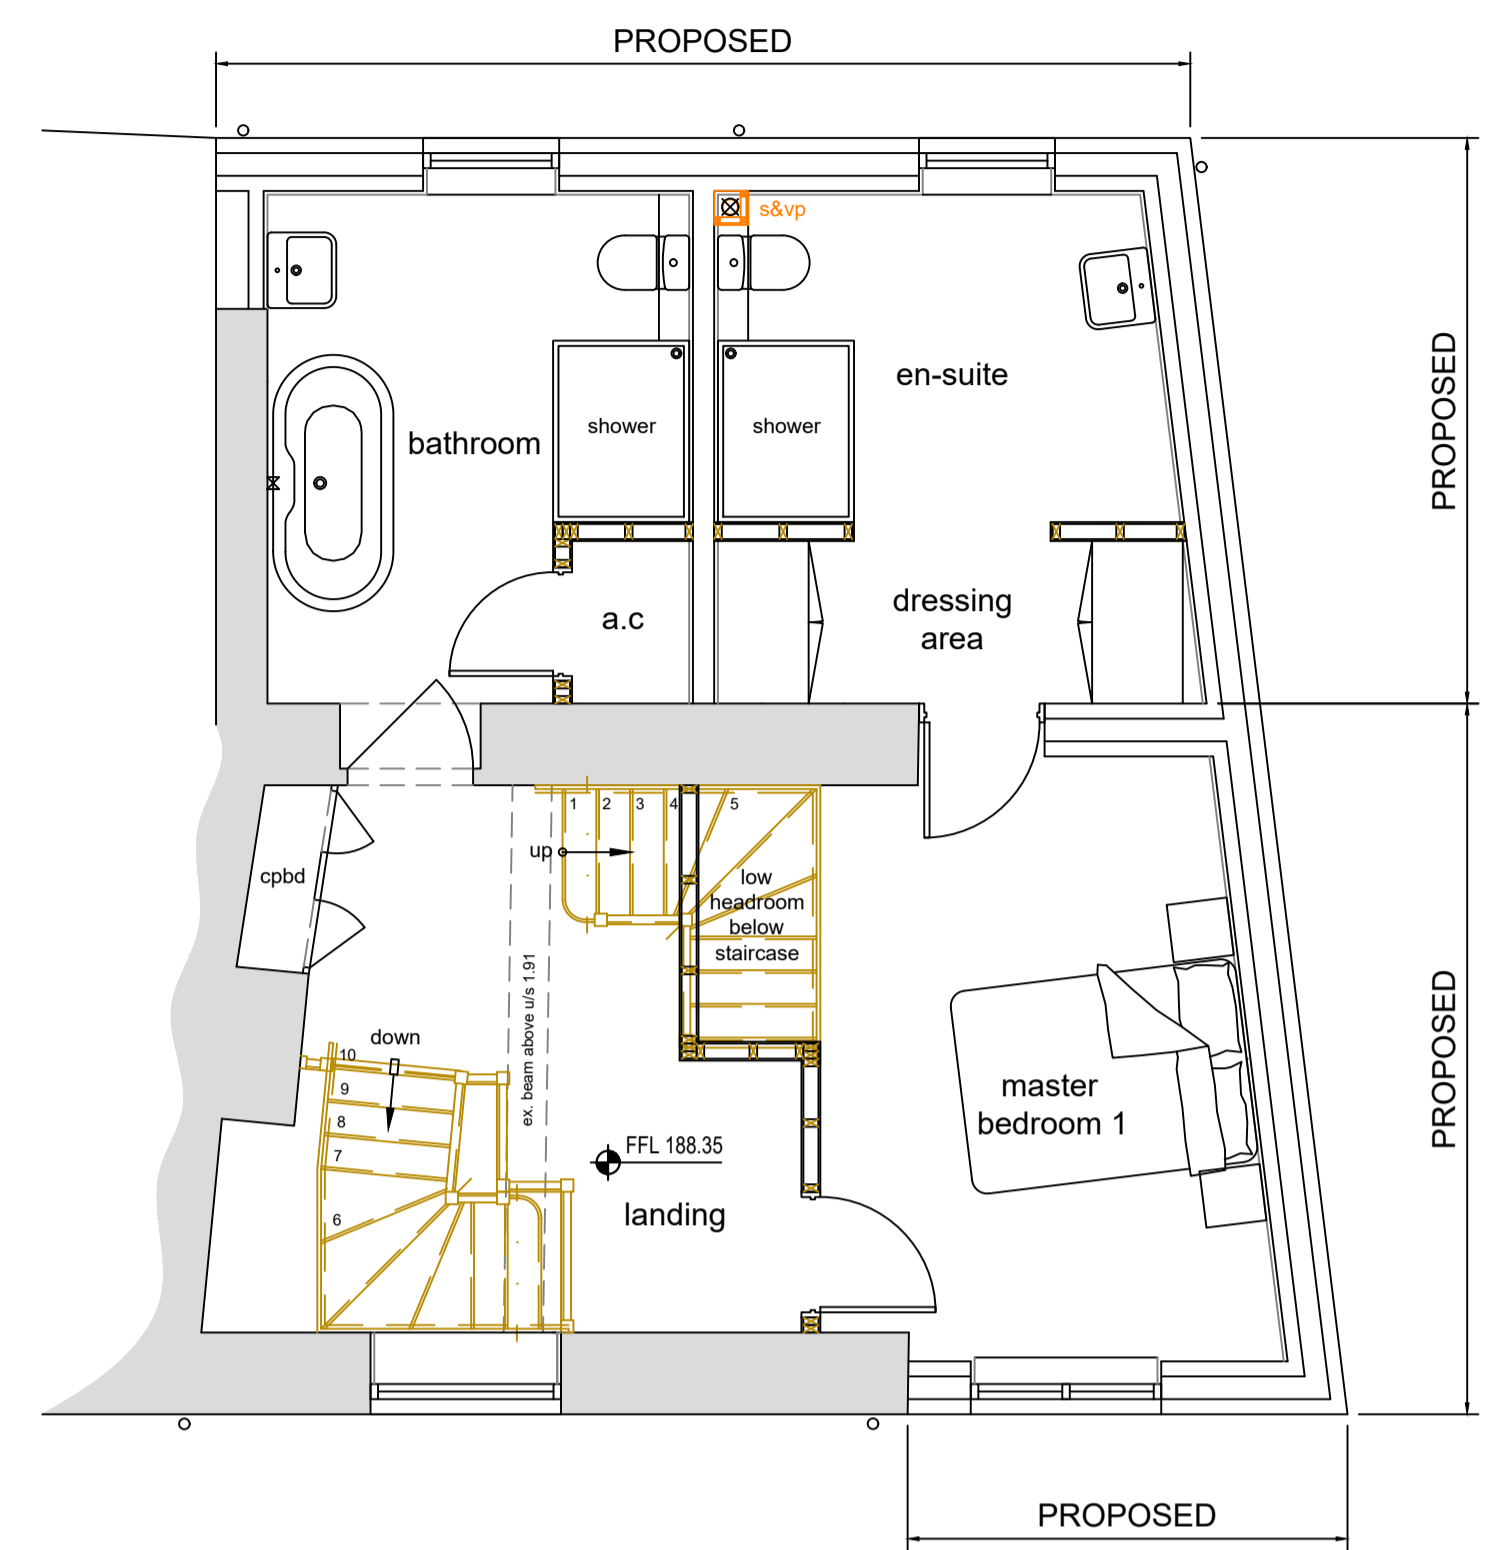 PROPOSED
s&vp
PROPOSED
en-suite
shower
shower
bathroom
dressing
area
a.c
1
2
3
4
5
up
low
headroom
below
staircase
cpbd
ex. beam above u/s 1.91
down
10
9
8
7
6
master
bedroom 1
PROPOSED
FFL 188.35
landing
PROPOSED